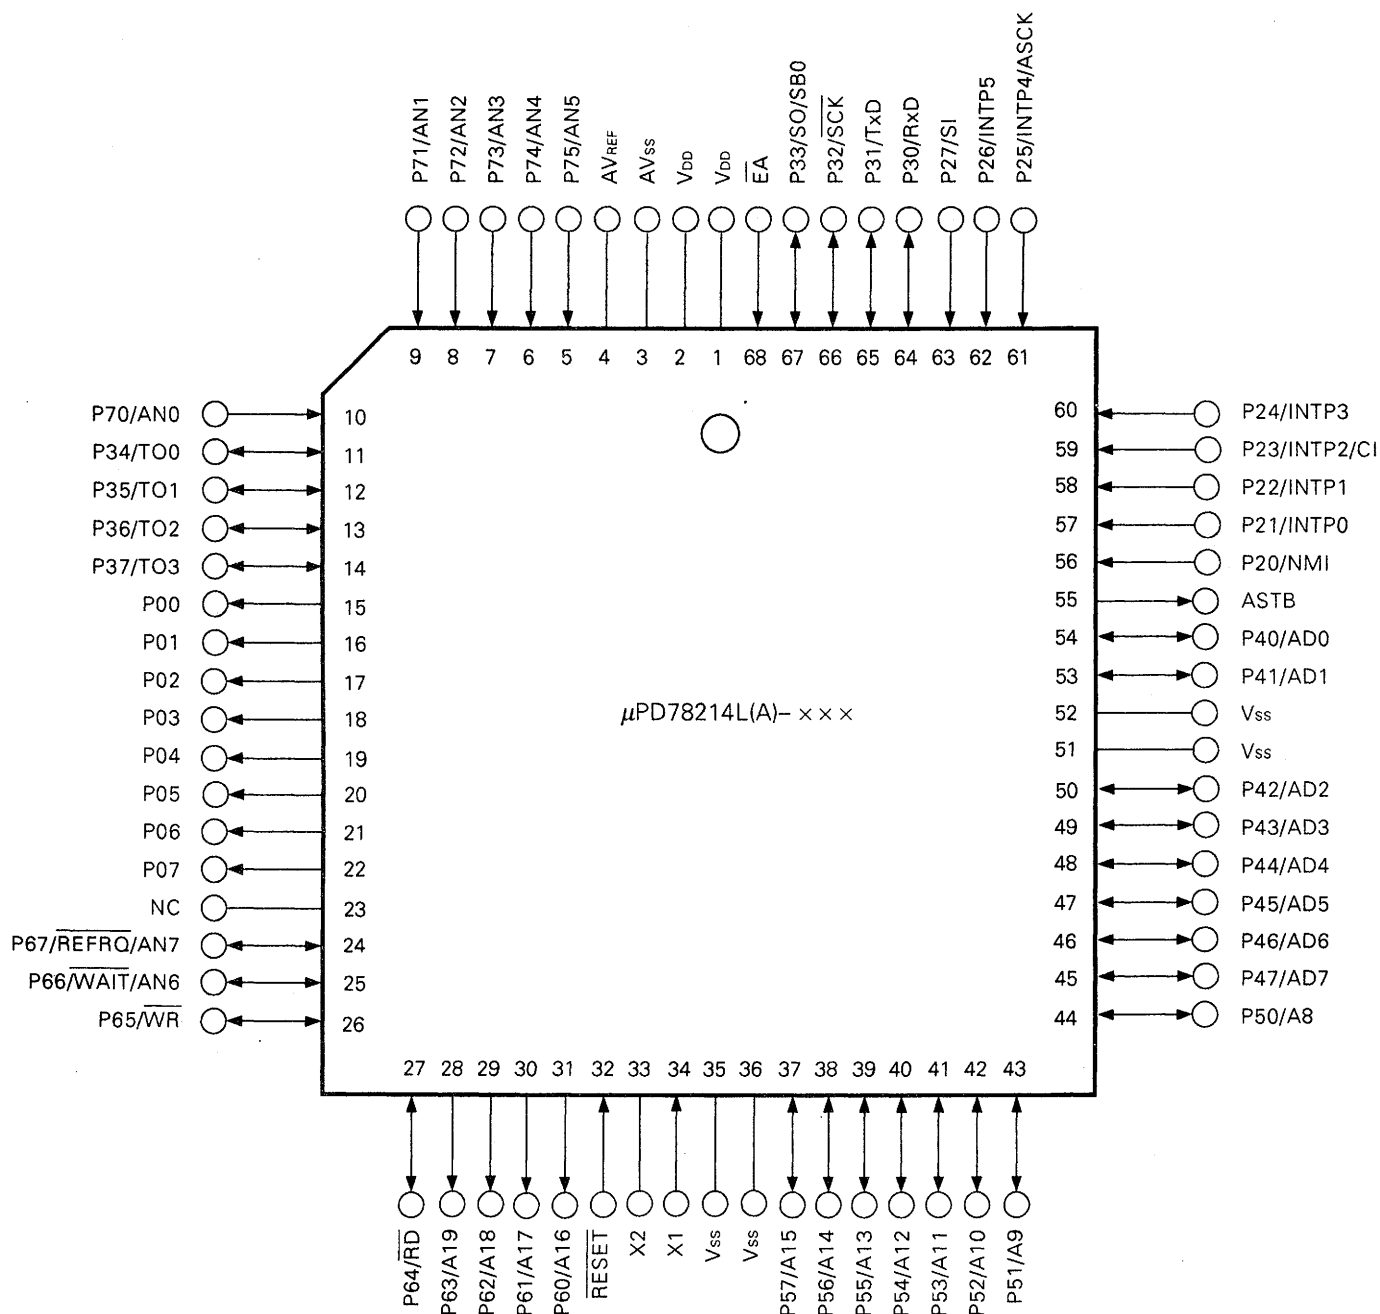 P71/AN1
P72/AN2
P73/AN3
P74/AN4
P75/AN5
AVREF
AVSS
VDD
VDD
EA
P33/SO/SB0
P32/SCK
P31/TxD
P30/RxD
P27/SI
P26/INTP5
P25/INTP4/ASCK
9 8 7 6 5 4 3 2 1 68 67 66 65 64 63 62 61
P70/AN0 10
P34/TO0 11
P35/TO1 12
P36/TO2 13
P37/TO3 14
P00 15
P01 16
P02 17
P03 18
P04 19
P05 20
P06 21
P07 22
NC 23
P67/REFRQ/AN7 24
P66/WAIT/AN6 25
P65/WR 26
μPD78214L(A)–×××
60 P24/INTP3
59 P23/INTP2/CI
58 P22/INTP1
57 P21/INTP0
56 P20/NMI
55 ASTB
54 P40/AD0
53 P41/AD1
52 Vss
51 Vss
50 P42/AD2
49 P43/AD3
48 P44/AD4
47 P45/AD5
46 P46/AD6
45 P47/AD7
44 P50/A8
27 28 29 30 31 32 33 34 35 36 37 38 39 40 41 42 43
P64/RD
P63/A19
P62/A18
P61/A17
P60/A16
RESET
X2
X1
Vss
Vss
P57/A15
P56/A14
P55/A13
P54/A12
P53/A11
P52/A10
P51/A9